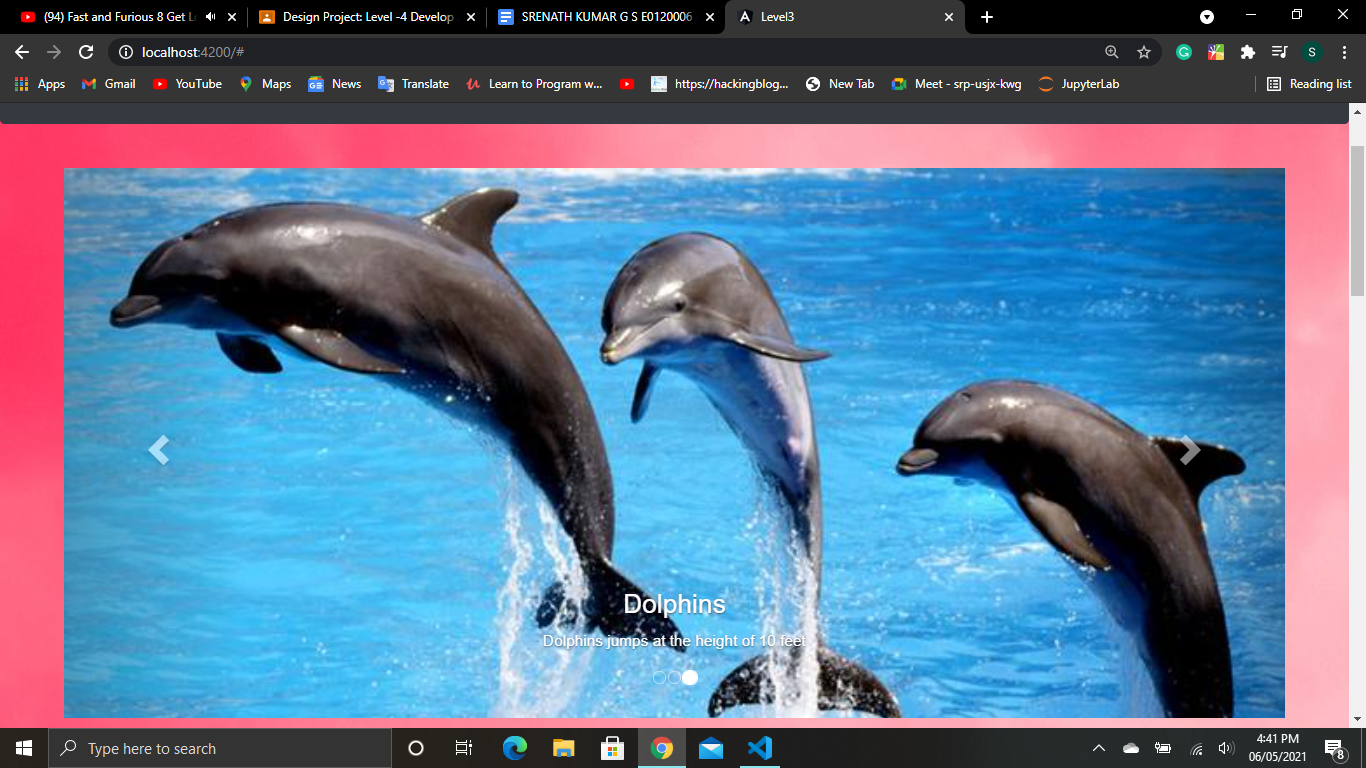 (94) Fast and Furious 8 Get L
Design Project: Level -4 Develop
SRENATH KUMAR G S E0120006
Level3
localhost:4200/#
S
Apps
Gmail
YouTube
Maps
News
Translate
Learn to Program w...
https://hackingblog...
New Tab
Meet - srp-usjx-kwg
JupyterLab
Reading list
Dolphins
Dolphins jumps at the height of 10 feet
Type here to search
4:41 PM
06/05/2021
8